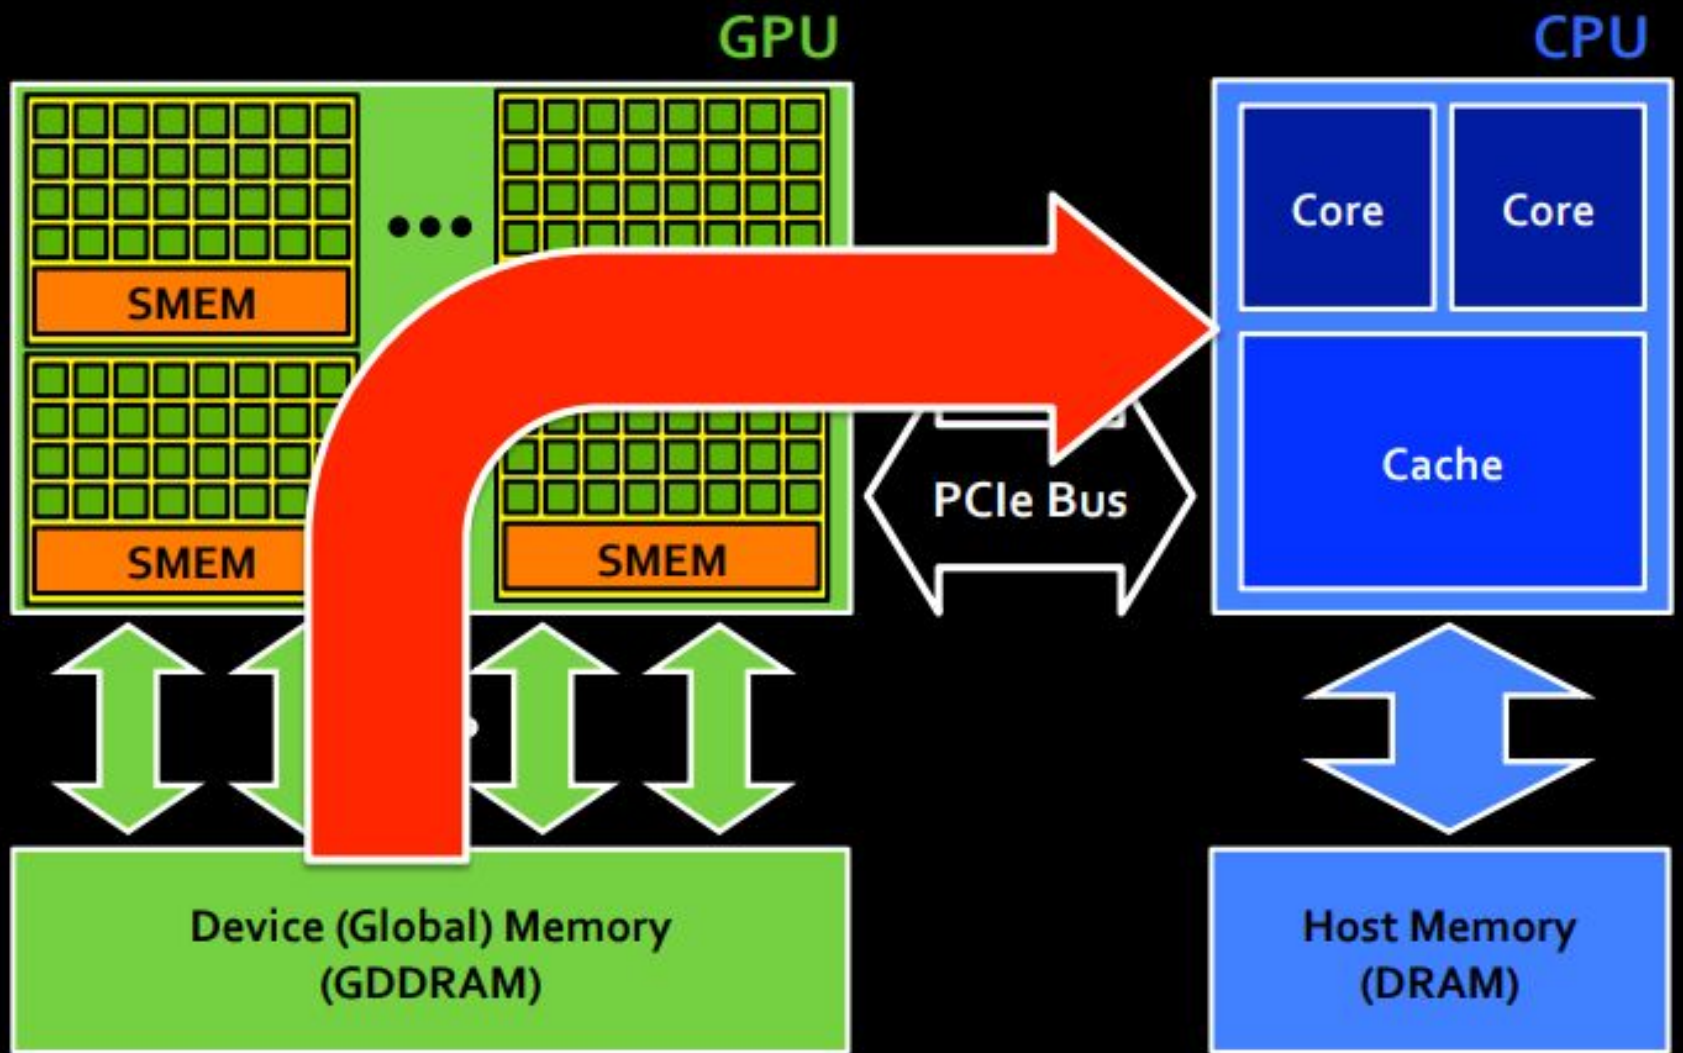 GPU
CPU
SMEM
Core
Core
SMEM
SMEM
PCIe Bus
Cache
Device (Global) Memory
(GDDRAM)
Host Memory
(DRAM)